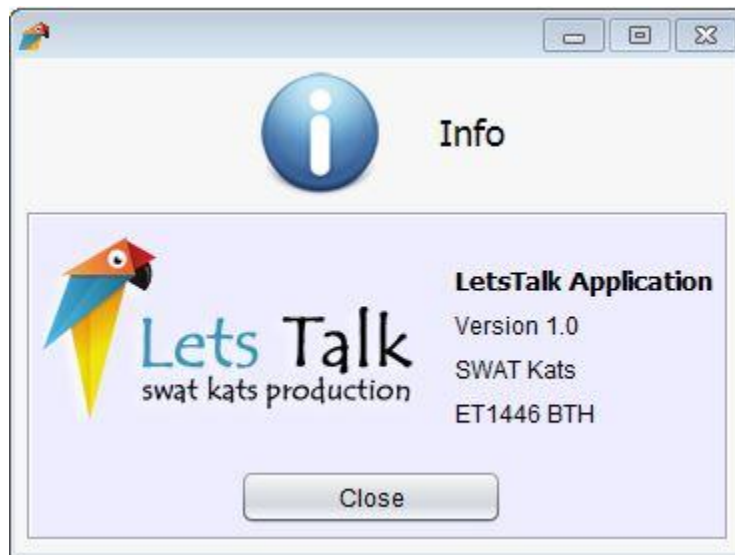 Info
Lets Talk
swat kats production
LetsTalk Application
Version 1.0
SWAT Kats
ET1446 BTH
Close